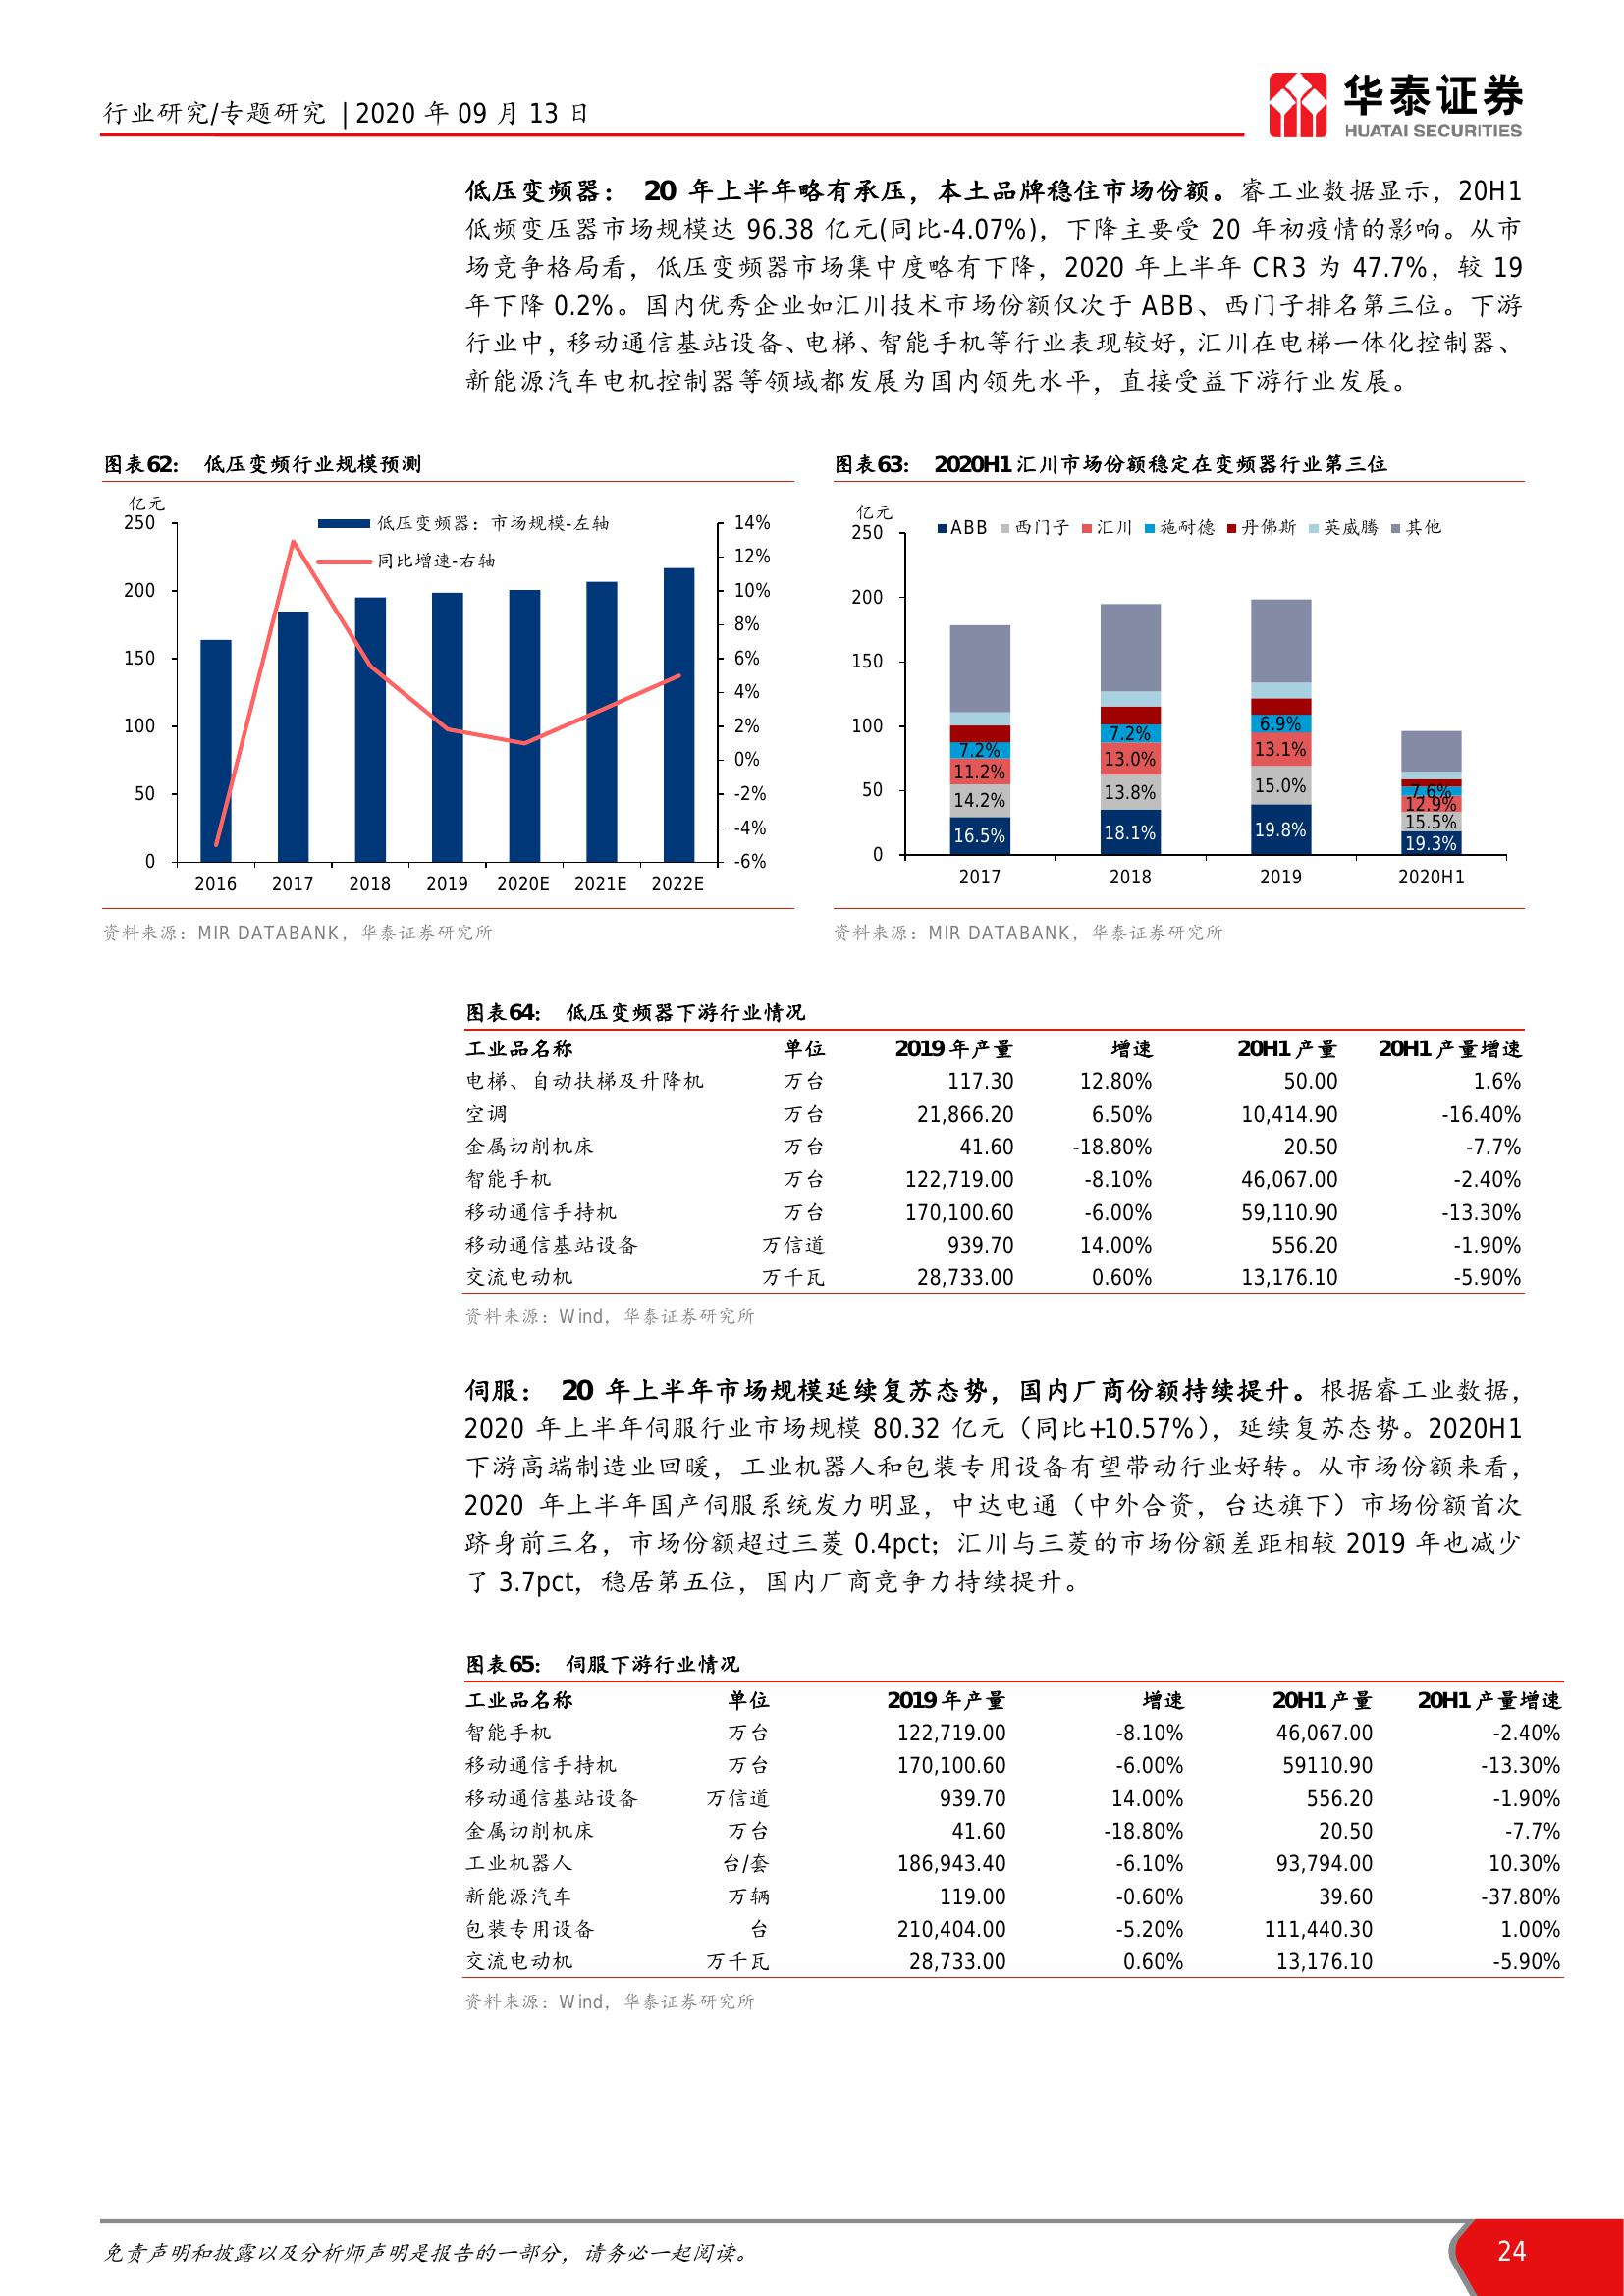 行业研究/专题研究 | 2020 年 09 月 13 日
华泰证券
HUATAI SECURITIES
低压变频器： 20 年上半年略有承压，本土品牌稳住市场份额。睿工业数据显示，20H1
低频变压器市场规模达 96.38 亿元(同比-4.07%)，下降主要受 20 年初疫情的影响。从市
场竞争格局看，低压变频器市场集中度略有下降，2020 年上半年 CR3 为 47.7%，较 19
年下降 0.2%。国内优秀企业如汇川技术市场份额仅次于 ABB、西门子排名第三位。下游
行业中，移动通信基站设备、电梯、智能手机等行业表现较好，汇川在电梯一体化控制器、
新能源汽车电机控制器等领域都发展为国内领先水平，直接受益下游行业发展。
图表62： 低压变频行业规模预测
亿元
低压变频器：市场规模-左轴
同比增速-右轴
250 14%
12%
200 10%
8%
150 6%
4%
100 2%
0%
50 -2%
-4%
0 -6%
2016 2017 2018 2019 2020E 2021E 2022E
资料来源：MIR DATABANK，华泰证券研究所
图表63： 2020H1 汇川市场份额稳定在变频器行业第三位
亿元
ABB 西门子 汇川 施耐德 丹佛斯 英威腾 其他
250
200
150
100
50
0
7.2% 7.2% 6.9% 7.6%
11.2% 13.0% 13.1% 12.9%
14.2% 13.8% 15.0% 15.5%
16.5% 18.1% 19.8% 19.3%
2017 2018 2019 2020H1
资料来源：MIR DATABANK，华泰证券研究所
图表64： 低压变频器下游行业情况
工业品名称 单位 2019 年产量 增速 20H1 产量 20H1 产量增速
电梯、自动扶梯及升降机 万台 117.30 12.80% 50.00 1.6%
空调 万台 21,866.20 6.50% 10,414.90 -16.40%
金属切削机床 万台 41.60 -18.80% 20.50 -7.7%
智能手机 万台 122,719.00 -8.10% 46,067.00 -2.40%
移动通信手持机 万台 170,100.60 -6.00% 59,110.90 -13.30%
移动通信基站设备 万信道 939.70 14.00% 556.20 -1.90%
交流电动机 万千瓦 28,733.00 0.60% 13,176.10 -5.90%
资料来源：Wind，华泰证券研究所
伺服： 20 年上半年市场规模延续复苏态势，国内厂商份额持续提升。根据睿工业数据，
2020 年上半年伺服行业市场规模 80.32 亿元（同比+10.57%），延续复苏态势。2020H1
下游高端制造业回暖，工业机器人和包装专用设备有望带动行业好转。从市场份额来看，
2020 年上半年国产伺服系统发力明显，中达电通（中外合资，台达旗下）市场份额首次
跻身前三名，市场份额超过三菱 0.4pct；汇川与三菱的市场份额差距相较 2019 年也减少
了 3.7pct，稳居第五位，国内厂商竞争力持续提升。
图表65： 伺服下游行业情况
工业品名称 单位 2019 年产量 增速 20H1 产量 20H1 产量增速
智能手机 万台 122,719.00 -8.10% 46,067.00 -2.40%
移动通信手持机 万台 170,100.60 -6.00% 59110.90 -13.30%
移动通信基站设备 万信道 939.70 14.00% 556.20 -1.90%
金属切削机床 万台 41.60 -18.80% 20.50 -7.7%
工业机器人 台/套 186,943.40 -6.10% 93,794.00 10.30%
新能源汽车 万辆 119.00 -0.60% 39.60 -37.80%
包装专用设备 台 210,404.00 -5.20% 111,440.30 1.00%
交流电动机 万千瓦 28,733.00 0.60% 13,176.10 -5.90%
资料来源：Wind，华泰证券研究所
免责声明和披露以及分析师声明是报告的一部分，请务必一起阅读。
24